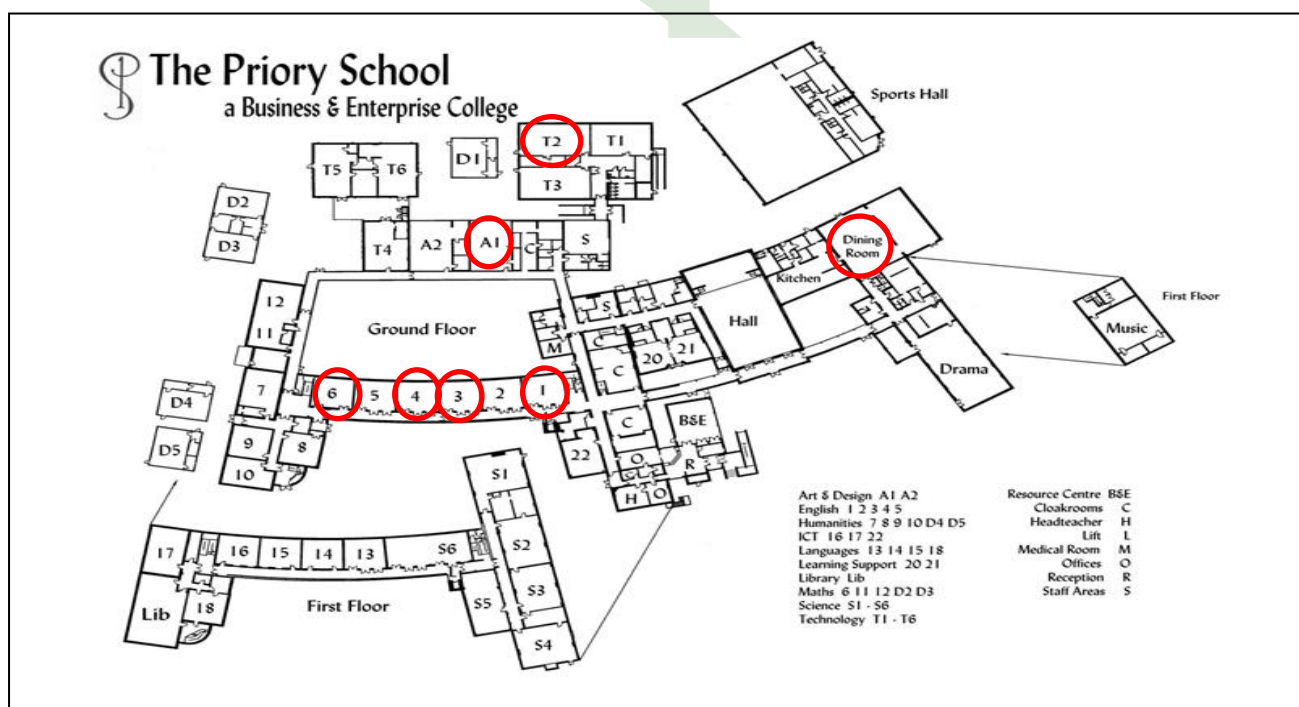 The Priory School
a Business & Enterprise College
Sports Hall
T2
T1
D1
T5
T6
T3
D2
D3
T4
A2
A1
C
S
Dining
Room
Kitchen
12
11
Ground Floor
S
First Floor
Music
Hall
M
C
20
21
C
Drama
7
6
5
4
3
2
1
D4
D5
9
8
10
C
B&E
22
O
R
C
H
O
S1
17
16
15
14
13
S6
S2
Lib
18
First Floor
S5
S3
S4
Art & Design A1 A2
English 1 2 3 4 5
Humanities 7 8 9 10 D4 D5
ICT 16 17 22
Languages 13 14 15 18
Learning Support 20 21
Library Lib
Maths 6 11 12 D2 D3
Science S1 - S6
Technology T1 - T6
Resource Centre B&E
Cloakrooms C
Headteacher H
Lift L
Medical Room M
Offices O
Reception R
Staff Areas S